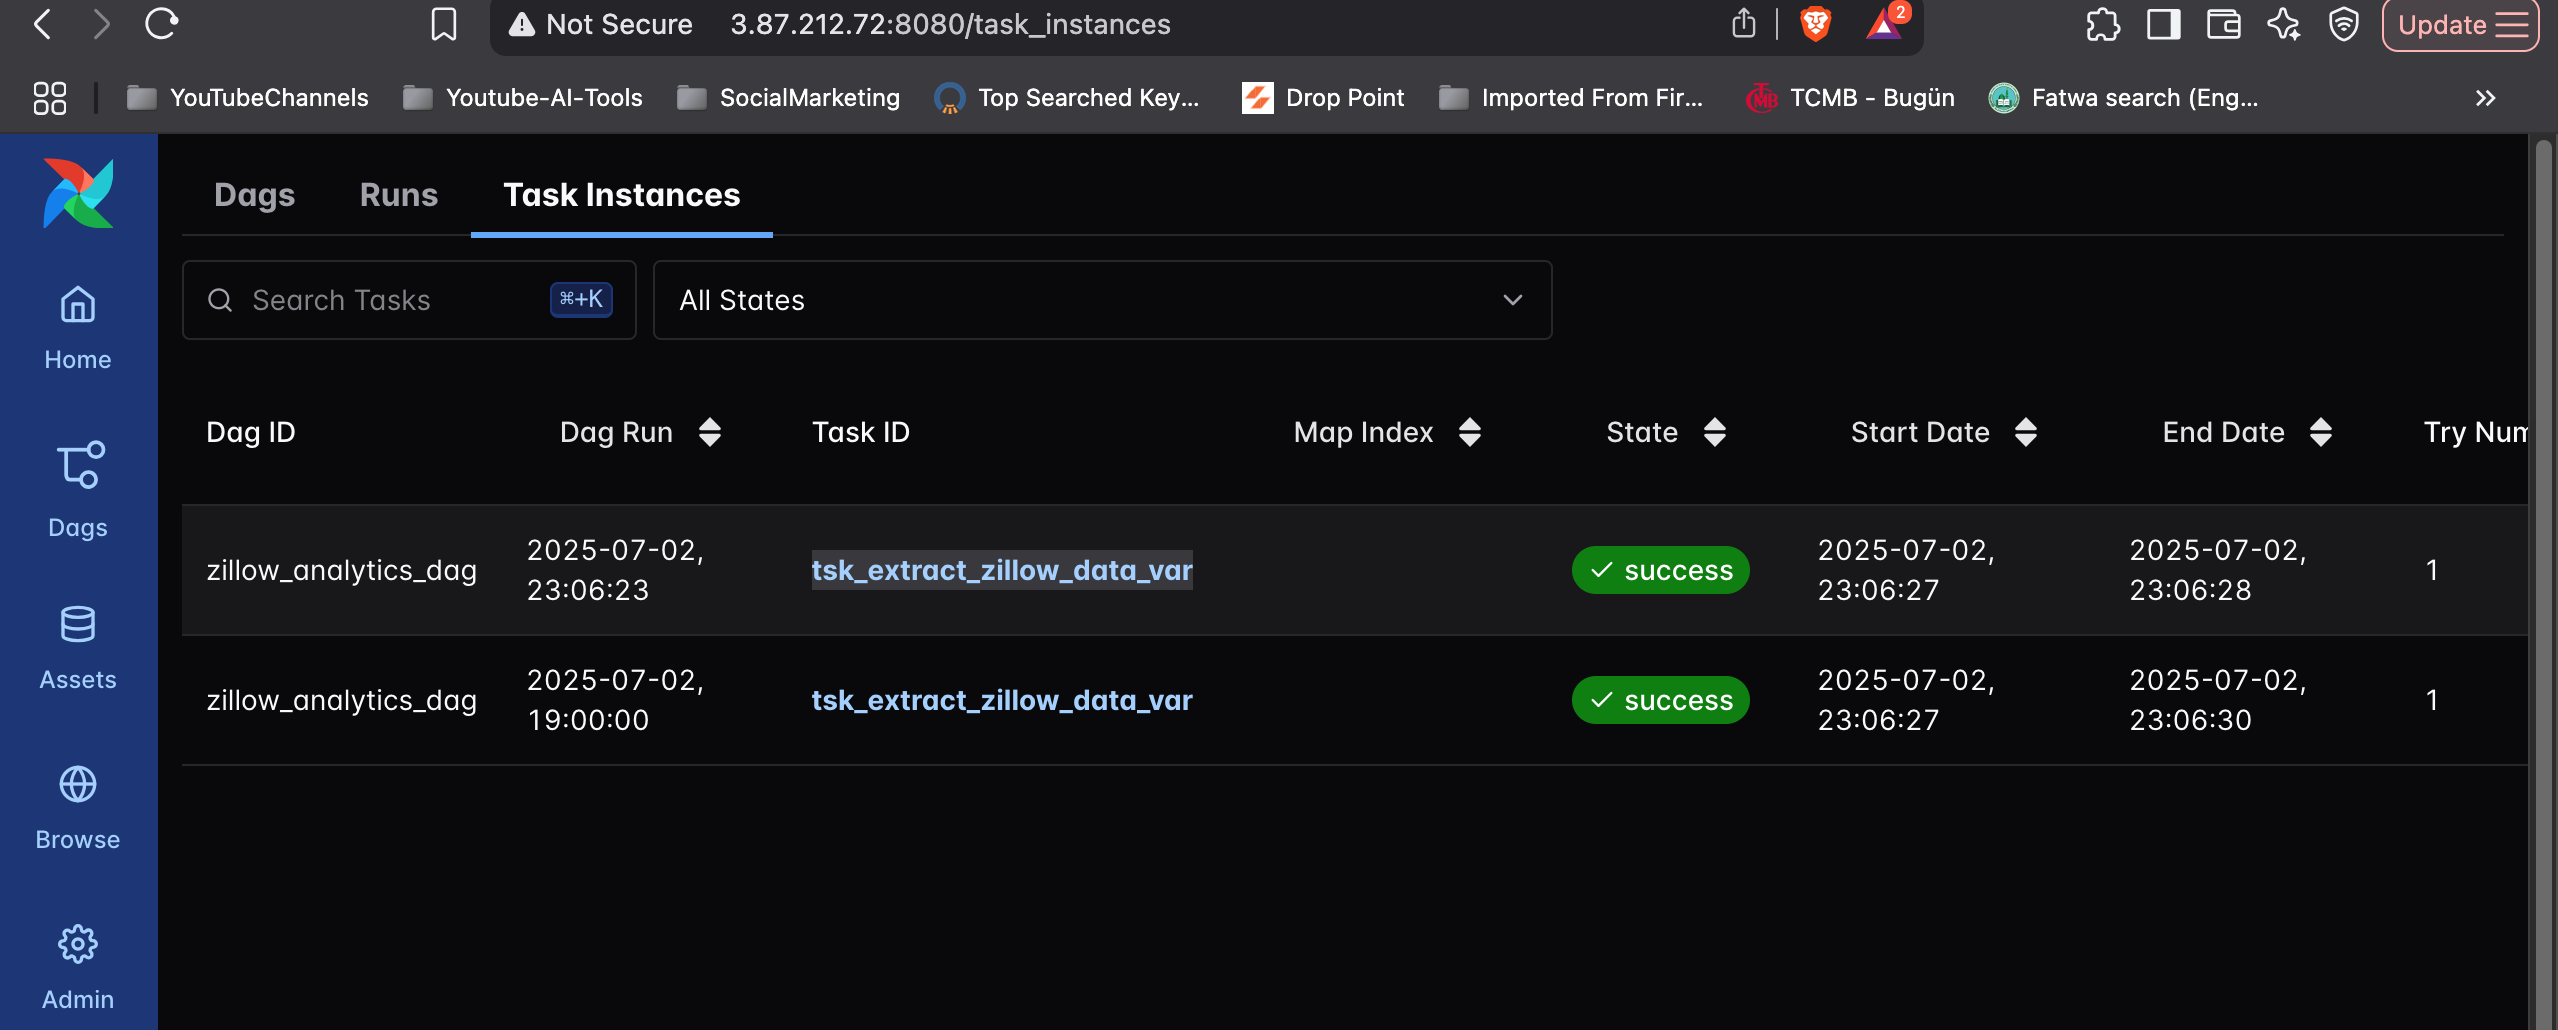 Not Secure 3.87.212.72:8080/task_instances 2 Update
YouTubeChannels Youtube-AI-Tools SocialMarketing Top Searched Key... Drop Point Imported From Fir... TCMB - Bugün Fatwa search (Eng...
Dags Runs Task Instances
Search Tasks ⌘+K All States
Home
Dags
Assets
Browse
Admin
Dag ID Dag Run Task ID Map Index State Start Date End Date Try Num
zillow_analytics_dag 2025-07-02, 23:06:23 tsk_extract_zillow_data_var success 2025-07-02, 23:06:27 2025-07-02, 23:06:28 1
zillow_analytics_dag 2025-07-02, 19:00:00 tsk_extract_zillow_data_var success 2025-07-02, 23:06:27 2025-07-02, 23:06:30 1